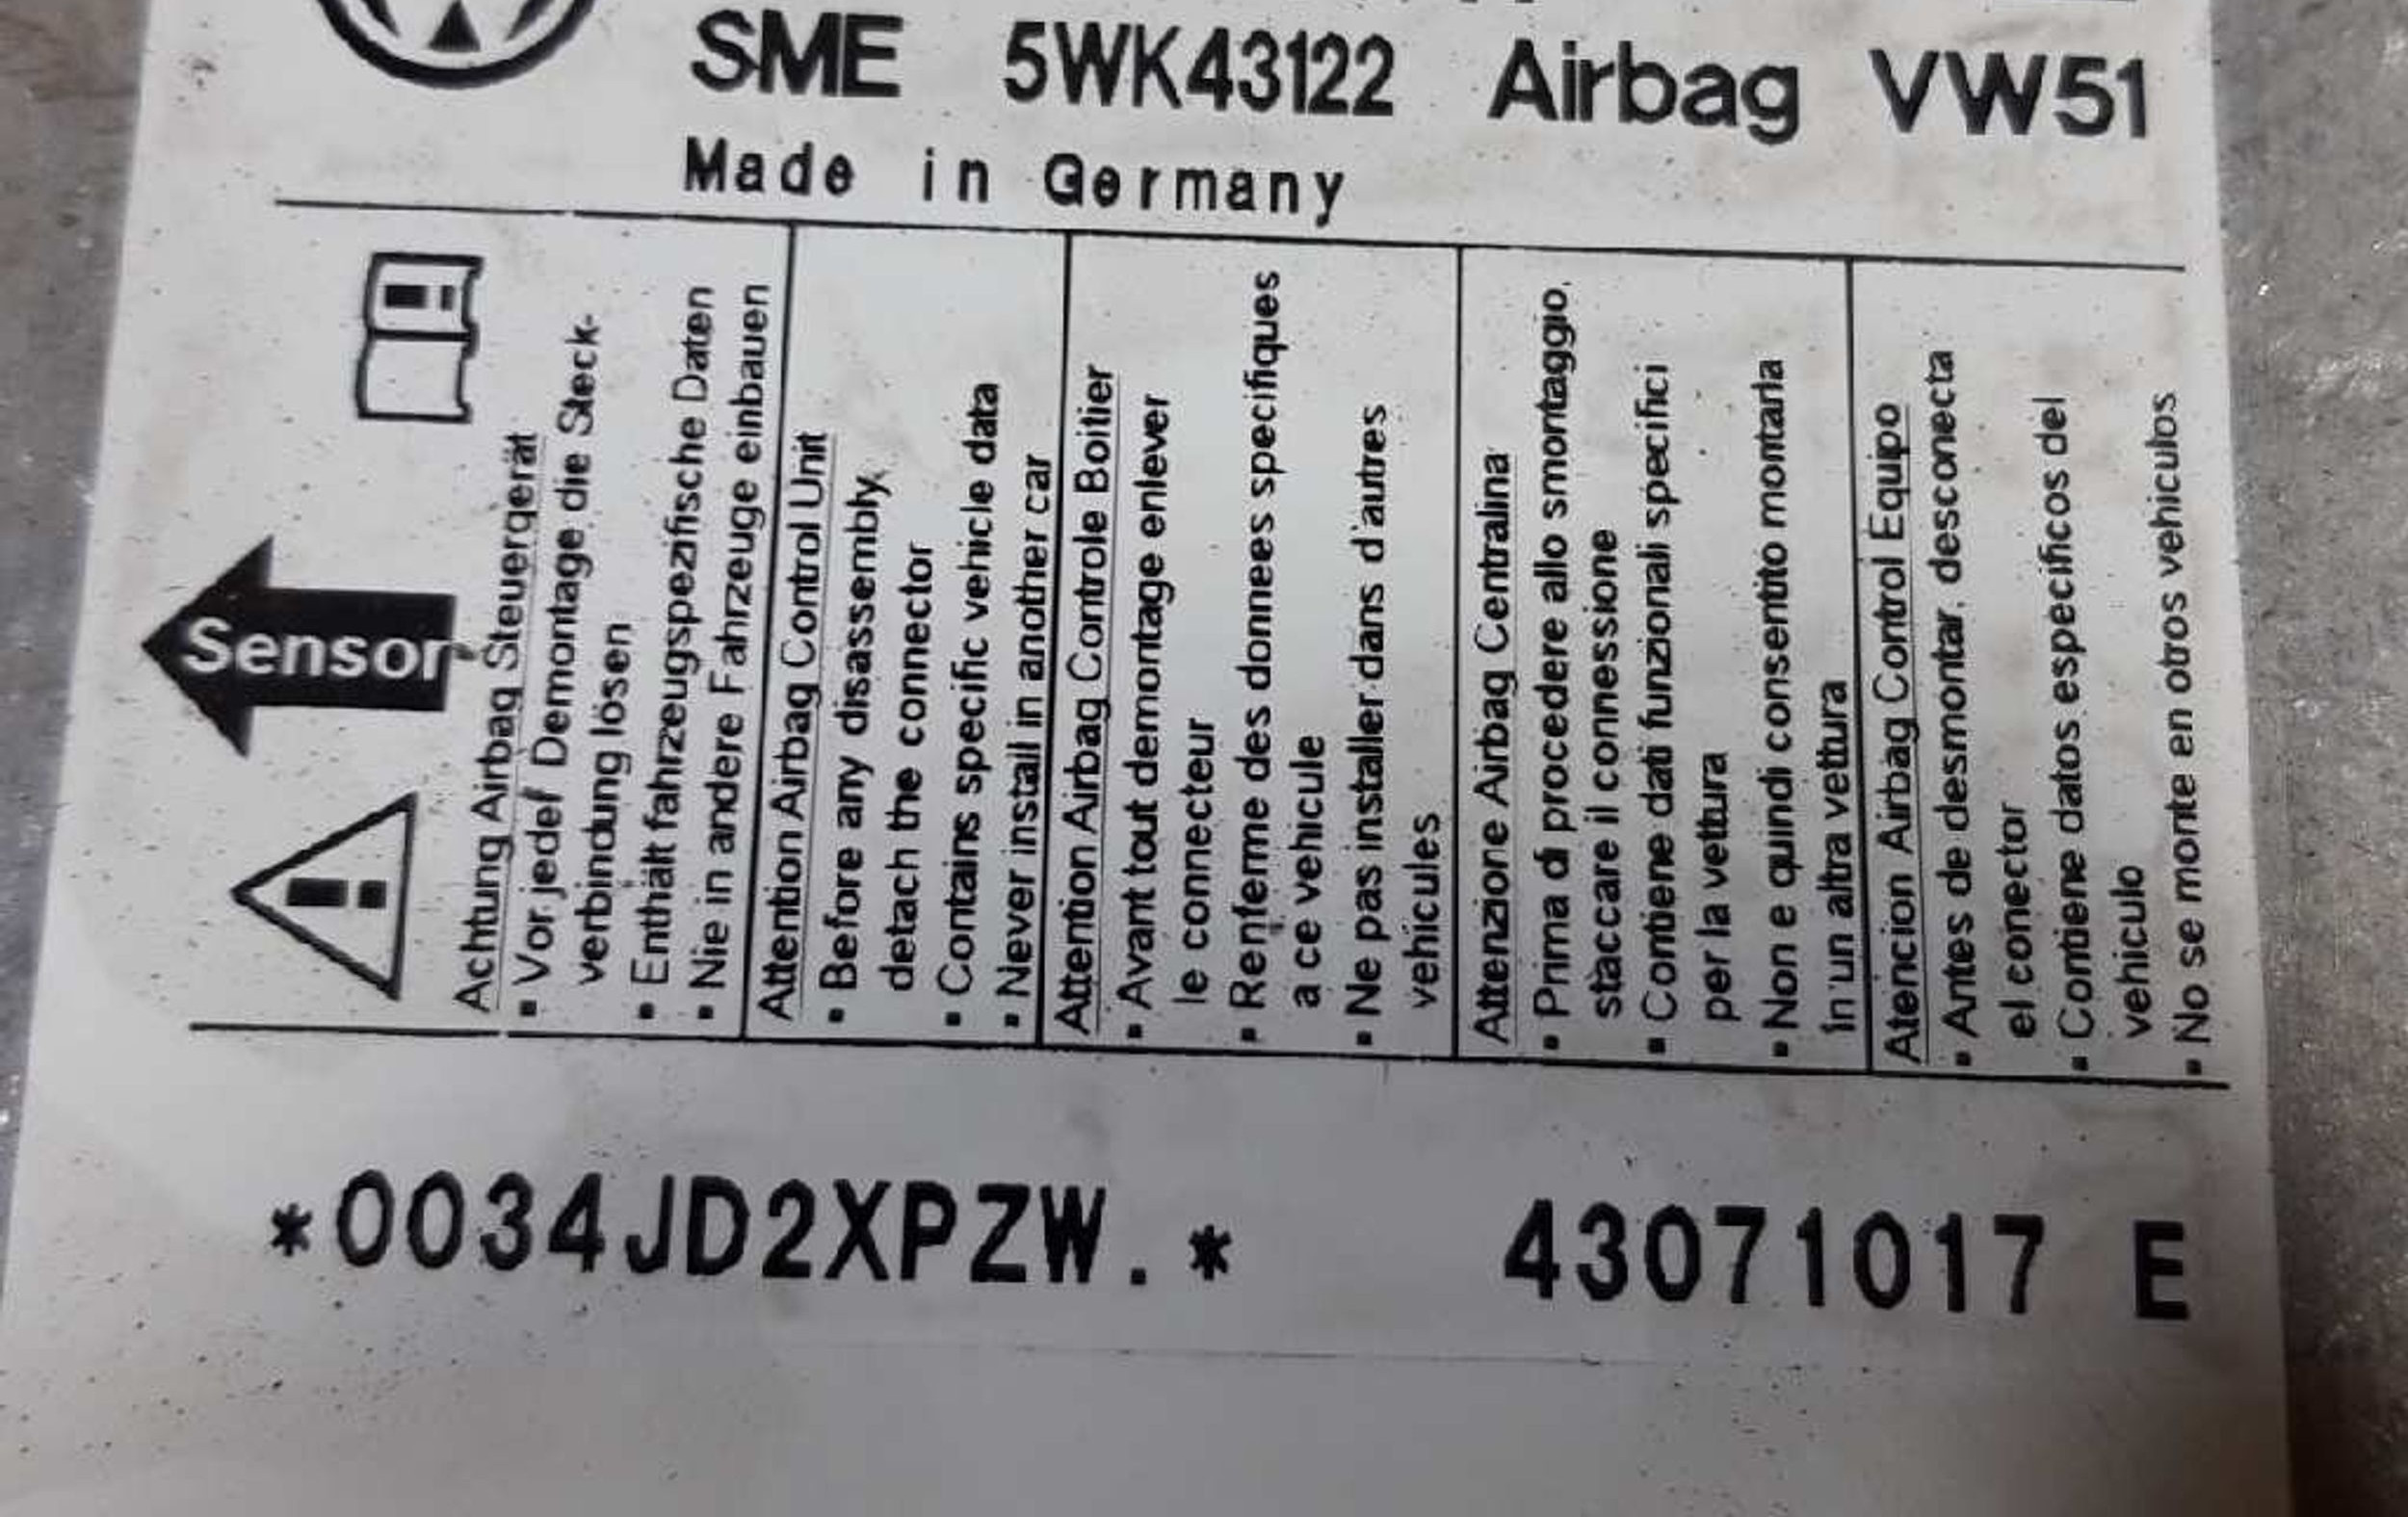 SME 5WK43122 Airbag VW51
Made in Germany
Sensor
Achtung Airbag Steuergerät
▪ Vor jeder Demontage die Steck-
verbindung lösen
▪ Enthält fahrzeugspezifische Daten
▪ Nie in andere Fahrzeuge einbauen
Attention Airbag Control Unit
▪ Before any disassembly,
detach the connector
▪ Contains specific vehicle data
▪ Never install in another car
Attention Airbag Controle Boitier
▪ Avant tout demontage enlever
le connecteur
▪ Renferme des donnees specifiques
a ce vehicule
▪ Ne pas installer dans d'autres
vehicules
Attenzione Airbag Centralina
▪ Prima di procedere allo smontaggio,
staccare il connessione
▪ Contiene dati funzionali specifici
per la vettura
▪ Non e quindi consentito montarla
in un altra vettura
Atencion Airbag Control Equipo
▪ Antes de desmontar, desconecta
el conector
▪ Contiene datos especificos del
vehiculo
▪ No se monte en otros vehiculos
*0034JD2XPZW.* 43071017 E